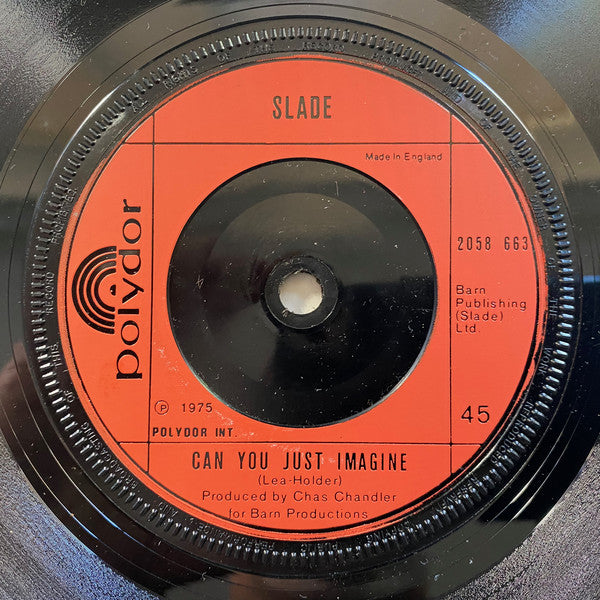 SLADE
Made In England
polydor
2058 663
Barn
Publishing
(Slade)
Ltd.
℗ 1975
45
POLYDOR INT.
CAN YOU JUST IMAGINE
(Lea-Holder)
Produced by Chas Chandler
for Barn Productions